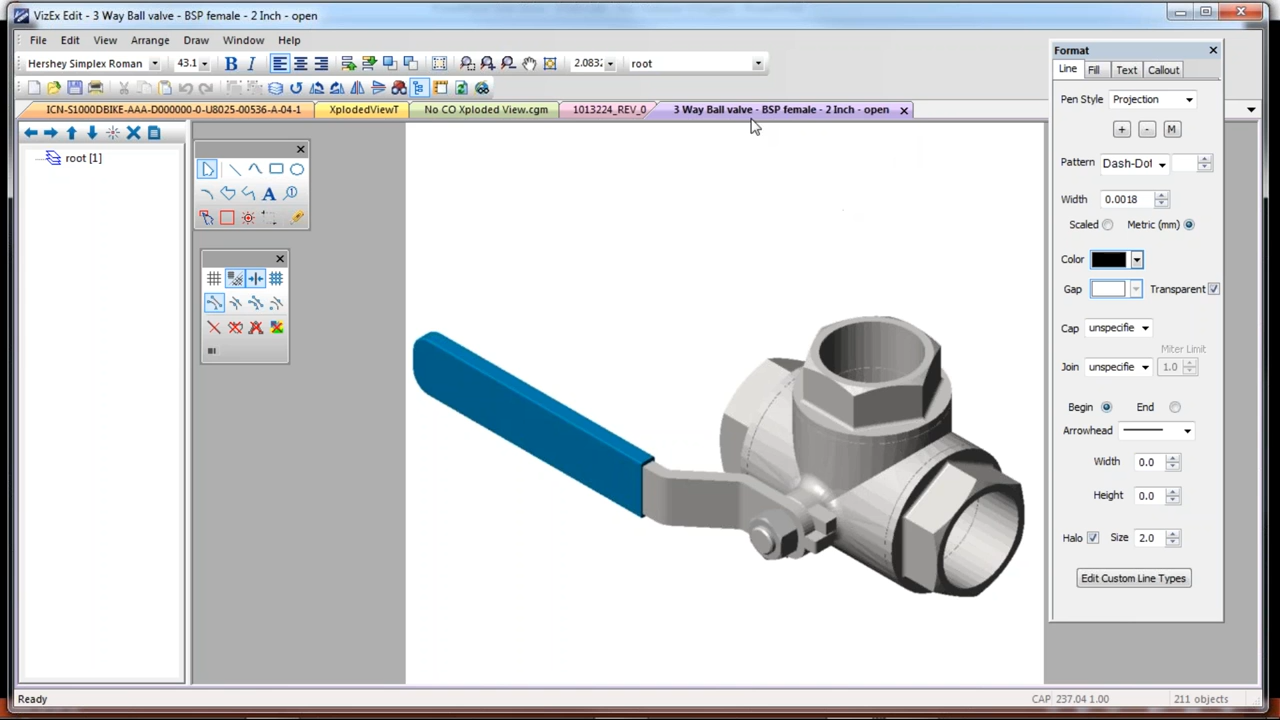 VizEx Edit - 3 Way Ball valve - BSP female - 2 Inch - open
File Edit View Arrange Draw Window Help
Hershey Simplex Roman 43.1 B I 2.0832 root
ICN-S1000DBIKE-AAA-D000000-0-U8025-00536-A-04-1 XplodedViewT No CO Xploded View.cgm 1013224_REV_0 3 Way Ball valve - BSP female - 2 Inch - open
root [1]
A
Format
Line Fill Text Callout
Pen Style Projection
+ - M
Pattern Dash-Dot
Width 0.0018
Scaled Metric (mm)
Color
Gap Transparent
Cap unspecifie
Miter Limit
Join unspecifie 1.0
Begin End
Arrowhead
Width 0.0
Height 0.0
Halo Size 2.0
Edit Custom Line Types
Ready CAP 237.04 1.00 211 objects